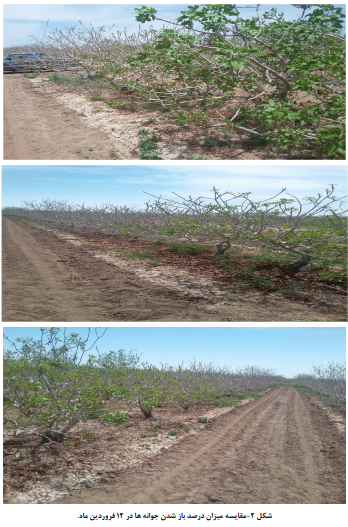 شکل ۲-مقایسه میزان درصد باز شدن جوانه ها در ۱۲ فروردین ماه.